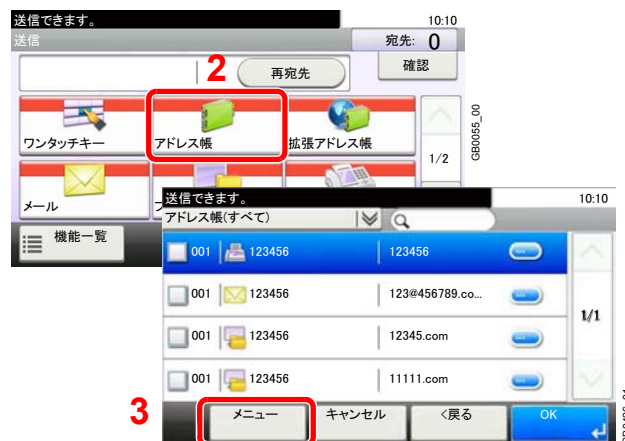 送信できます。
10:10
送信
宛先: 0
2
再宛先
確認
ワンタッチキー
アドレス帳
拡張アドレス帳
1/2
GB0055_00
メール
機能一覧
送信できます。
10:10
アドレス帳(すべて)
001 123456 123456
001 123456 123@456789.co...
001 123456 12345.com
001 123456 11111.com
1/1
3
メニュー
キャンセル
<戻る
OK